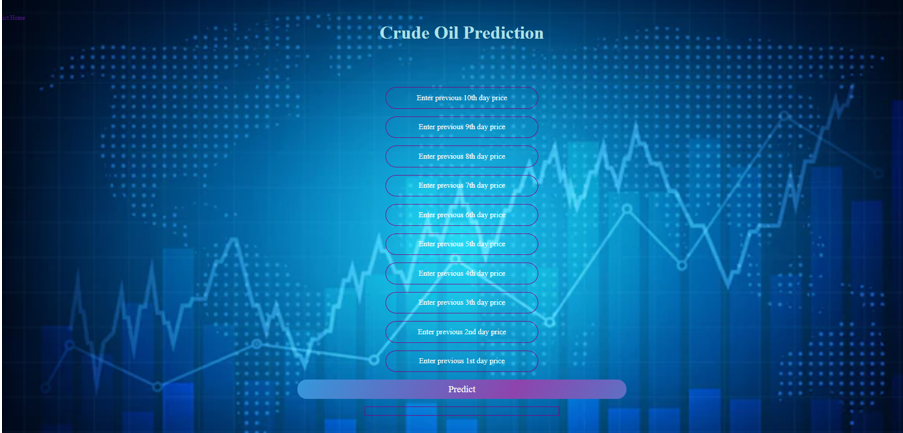 Crude Oil Prediction
Enter previous 10th day price
Enter previous 9th day price
Enter previous 8th day price
Enter previous 7th day price
Enter previous 6th day price
Enter previous 5th day price
Enter previous 4th day price
Enter previous 3th day price
Enter previous 2nd day price
Enter previous 1st day price
Predict